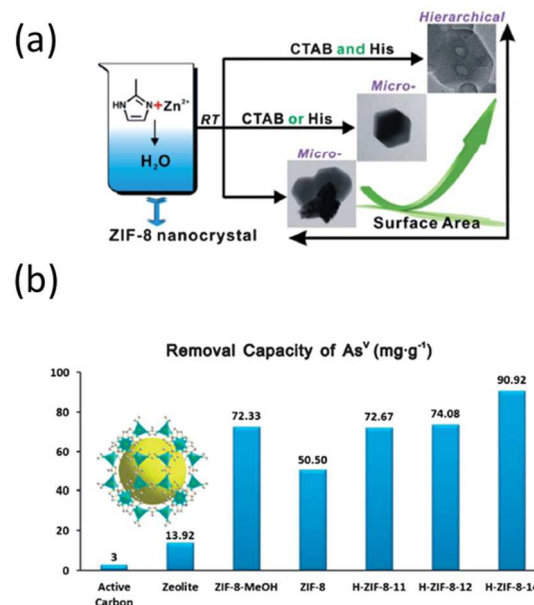 (a)
Hierarchical
CTAB and His
HN N+Zn2+
RT
CTAB or His
Micro-
H₂O
Micro-
Surface Area
ZIF-8 nanocrystal
(b)
Removal Capacity of Asⱽ (mg·g⁻¹)
100
90.92
80
72.33
72.67
74.08
60
50.50
40
20
13.92
3
0
Active Carbon
Zeolite
ZIF-8-MeOH
ZIF-8
H-ZIF-8-11
H-ZIF-8-12
H-ZIF-8-14